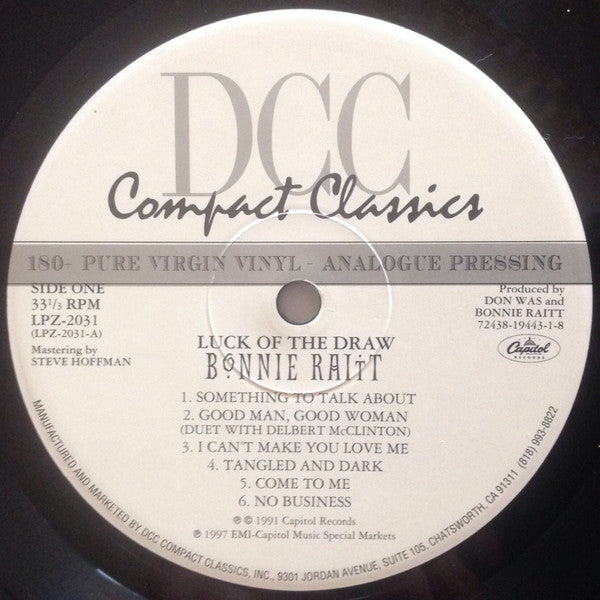 DCC
Compact Classics
180+ PURE VIRGIN VINYL - ANALOGUE PRESSING
SIDE ONE
33 1/3 RPM
LPZ-2031
(LPZ-2031-A)
Mastering by
STEVE HOFFMAN
Produced by
DON WAS and
BONNIE RAITT
72438-19443-1-8
Capitol
RECORDS
LUCK OF THE DRAW
BONNIE RAITT
1. SOMETHING TO TALK ABOUT
2. GOOD MAN, GOOD WOMAN
(DUET WITH DELBERT McCLINTON)
3. I CAN'T MAKE YOU LOVE ME
4. TANGLED AND DARK
5. COME TO ME
6. NO BUSINESS
℗ © 1991 Capitol Records
℗ 1997 EMI-Capitol Music Special Markets
MANUFACTURED AND MARKETED BY DCC COMPACT CLASSICS, INC., 9301 JORDAN AVENUE, SUITE 105, CHATSWORTH, CA 91311 (818) 993-8822